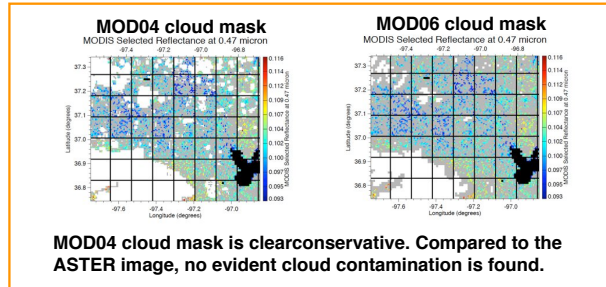 MOD04 cloud mask
MODIS Selected Reflectance at 0.47 micron
-97.4 -97.2 -97.0 -96.8
37.3
37.2
37.1
37.0
36.9
36.8
Latitude (degrees)
-97.6 -97.4 -97.2 -97.0
Longitude (degrees)
0.116
0.112
0.109
0.107
0.104
0.102
0.100
0.097
0.095
0.093
MODIS Selected Reflectance at 0.47 micron
MOD06 cloud mask
MODIS Selected Reflectance at 0.47 micron
-97.4 -97.2 -97.0 -96.8
37.3
37.2
37.1
37.0
36.9
36.8
Latitude (degrees)
-97.6 -97.4 -97.2 -97.0
Longitude (degrees)
0.116
0.112
0.109
0.107
0.104
0.102
0.100
0.097
0.095
0.093
MODIS Selected Reflectance at 0.47 micron
MOD04 cloud mask is clearconservative. Compared to the
ASTER image, no evident cloud contamination is found.